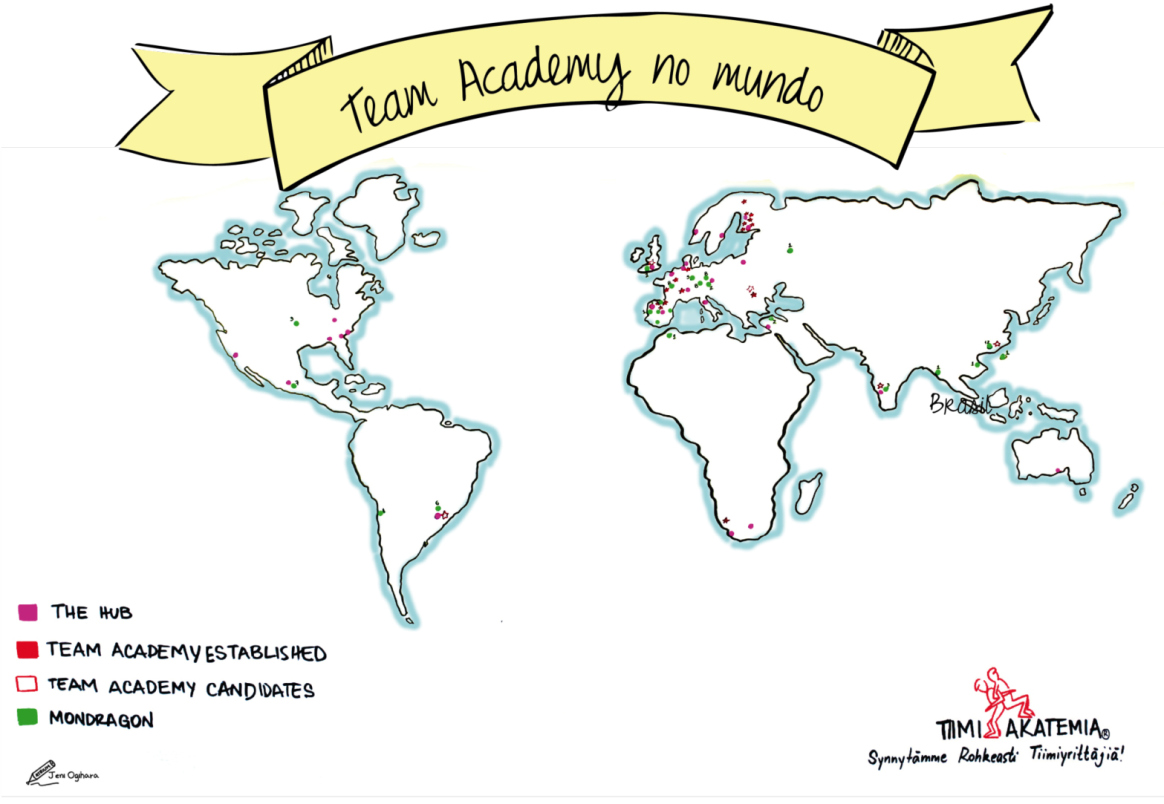 Team Academy no mundo
Brasil
THE HUB
TEAM ACADEMY ESTABLISHED
TEAM ACADEMY CANDIDATES
MONDRAGON
TIIMIAKATEMIA®
Synnytämme Rohkeasti Tiimiyrittäjiä!
Jeni Oghara